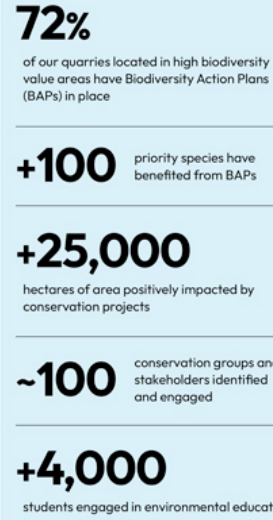 72%
of our quarries located in high biodiversity
value areas have Biodiversity Action Plans
(BAPs) in place
+100
priority species have
benefited from BAPs
+25,000
hectares of area positively impacted by
conservation projects
~100
conservation groups an
stakeholders identified
and engaged
+4,000
students engaged in environmental educat